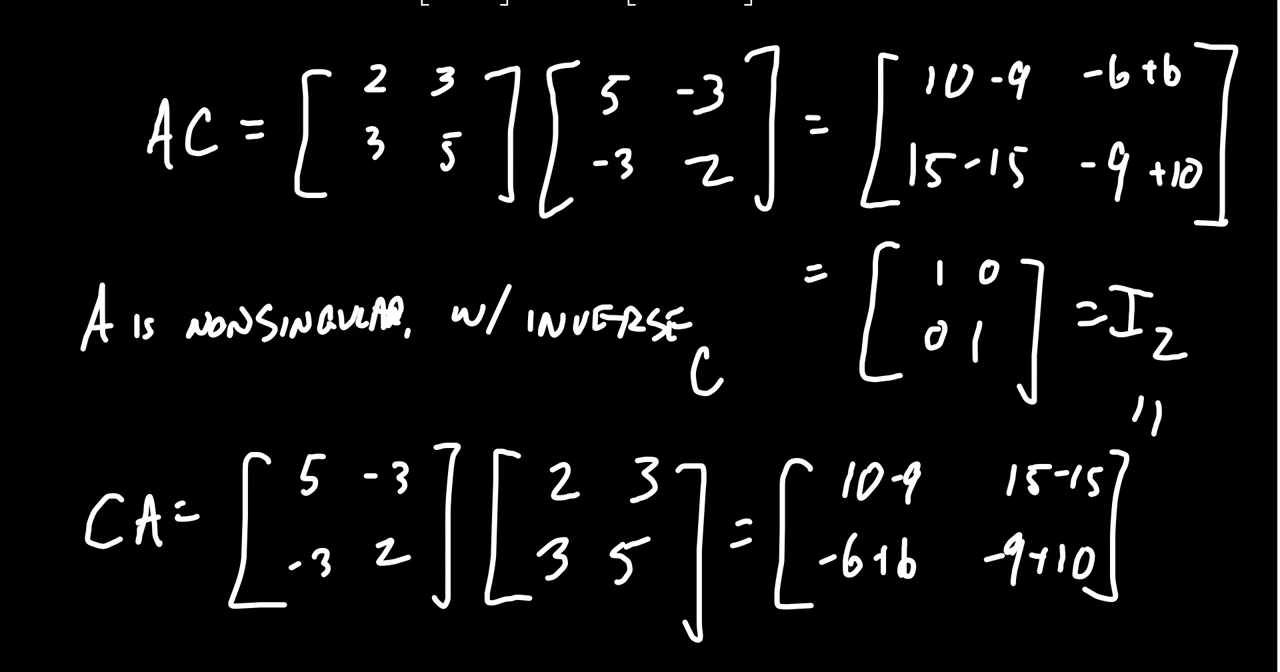 AC = [2 3 3 5] [5 -3 -3 2] = [10-9 -6+6 15-15 -9+10]
= [1 0 0 1] = I₂
A IS NONSINGULAR, W/ INVERSE C
"
CA = [5 -3 -3 2] [2 3 3 5] = [10-9 15-15 -6+6 -9+10]